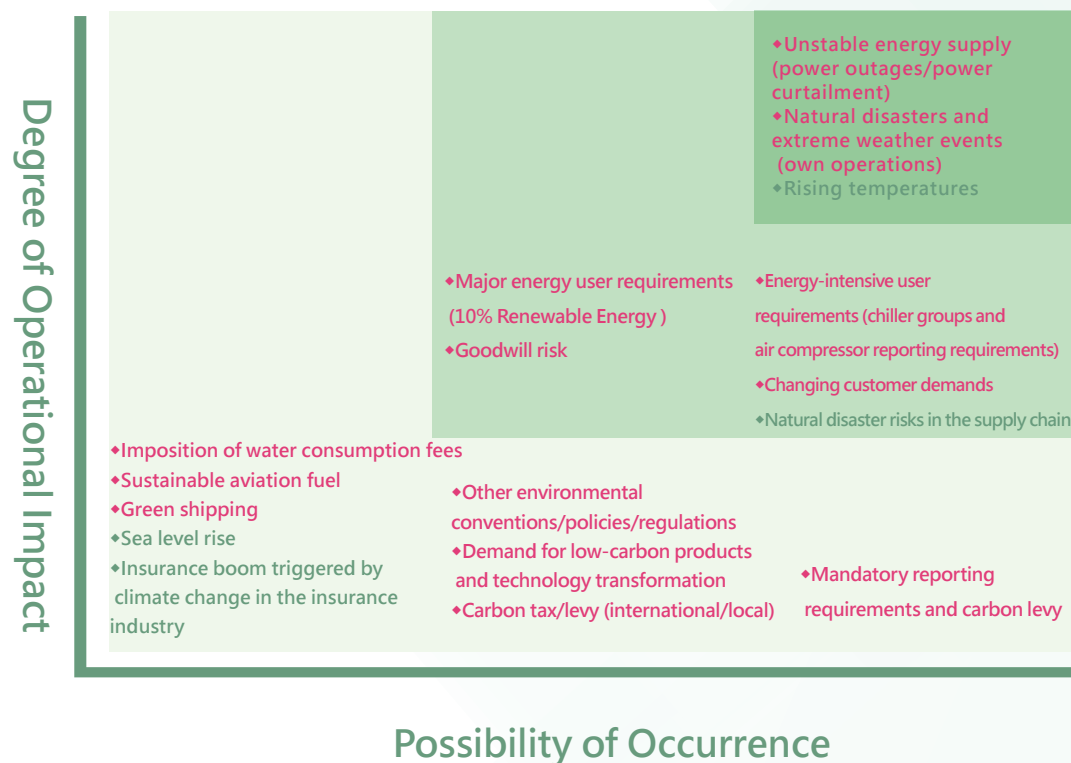 Degree of Operational Impact
◆Unstable energy supply
(power outages/power
curtailment)
◆Natural disasters and
extreme weather events
(own operations)
◆Rising temperatures
◆Major energy user requirements
(10% Renewable Energy )
◆Goodwill risk
◆Energy-intensive user
requirements (chiller groups and
air compressor reporting requirements)
◆Changing customer demands
◆Natural disaster risks in the supply chain
◆Imposition of water consumption fees
◆Sustainable aviation fuel
◆Green shipping
◆Sea level rise
◆Insurance boom triggered by
climate change in the insurance
industry
◆Other environmental
conventions/policies/regulations
◆Demand for low-carbon products
and technology transformation
◆Carbon tax/levy (international/local)
◆Mandatory reporting
requirements and carbon levy
Possibility of Occurrence